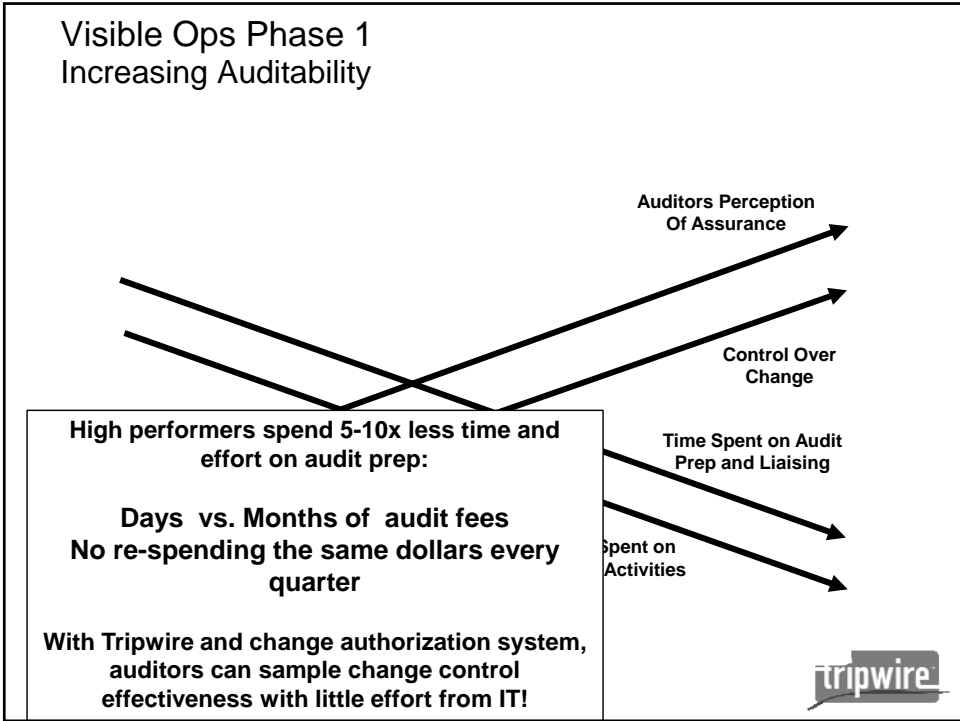 Visible Ops Phase 1
Increasing Auditability
Auditors Perception
Of Assurance
Control Over
Change
Time Spent on Audit
Prep and Liaising
Spent on
Activities
High performers spend 5-10x less time and
effort on audit prep:
Days vs. Months of audit fees
No re-spending the same dollars every
quarter
With Tripwire and change authorization system,
auditors can sample change control
effectiveness with little effort from IT!
tripwire